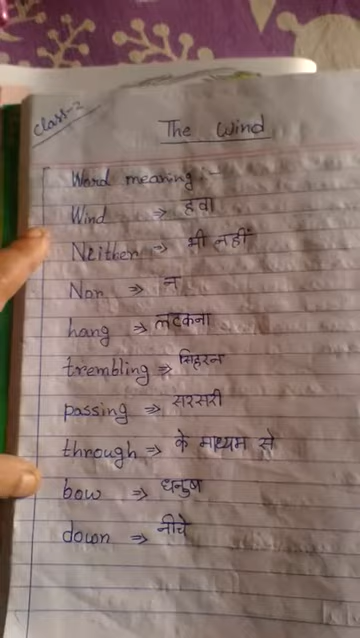 Class-2
The Wind
Word meaning :-
Wind ⇒ हवा
Neither ⇒ भी नहीं
Nor ⇒ न
hang ⇒ लटकना
trembling ⇒ सिहरन
passing ⇒ सरसरी
through ⇒ के माध्यम से
bow ⇒ धनुष
down ⇒ नीचे